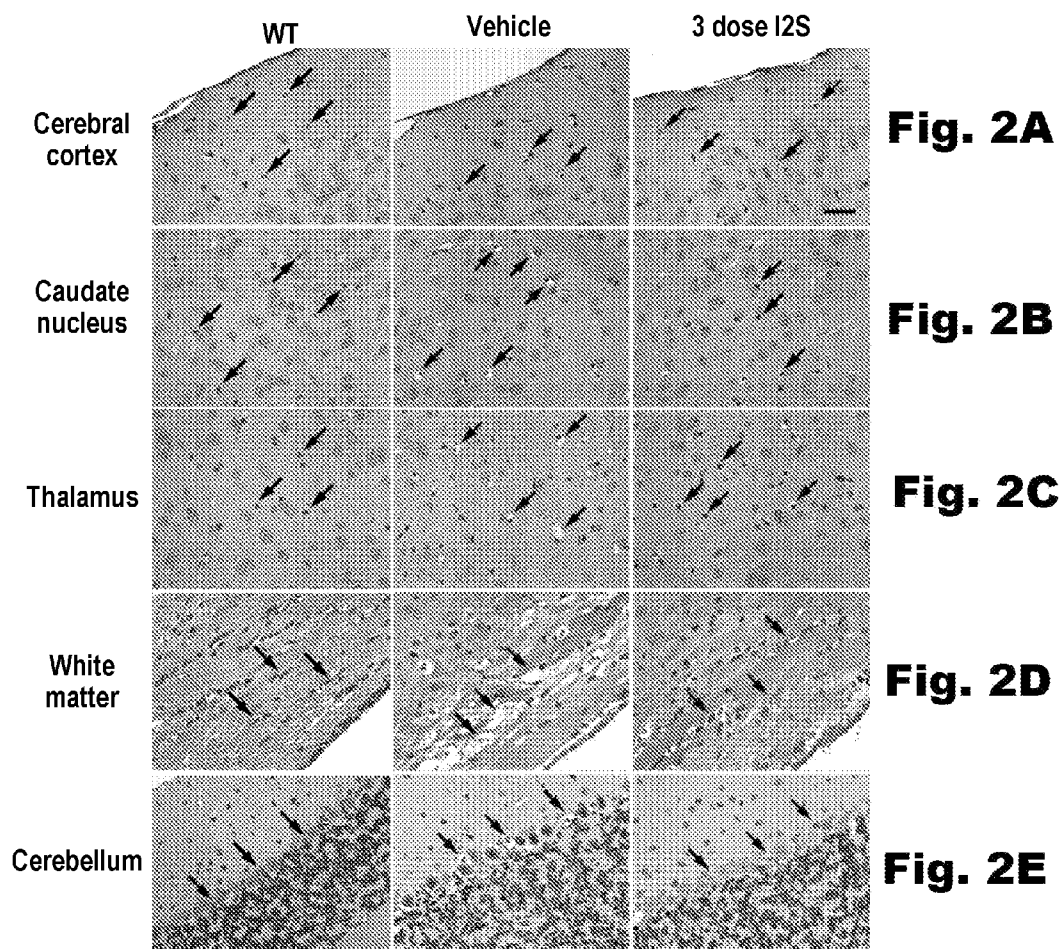 WT Vehicle 3 dose I2S
Cerebral
cortex
Fig. 2A
Caudate
nucleus
Fig. 2B
Thalamus
Fig. 2C
White
matter
Fig. 2D
Cerebellum
Fig. 2E